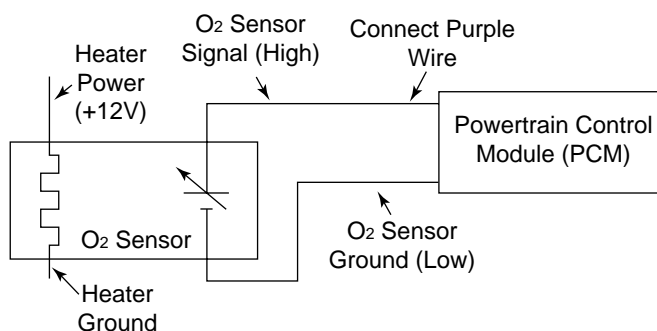 Heater
Power
(+12V)
O2 Sensor
Signal (High)
Connect Purple
Wire
Powertrain Control
Module (PCM)
O2 Sensor
O2 Sensor
Ground (Low)
Heater
Ground